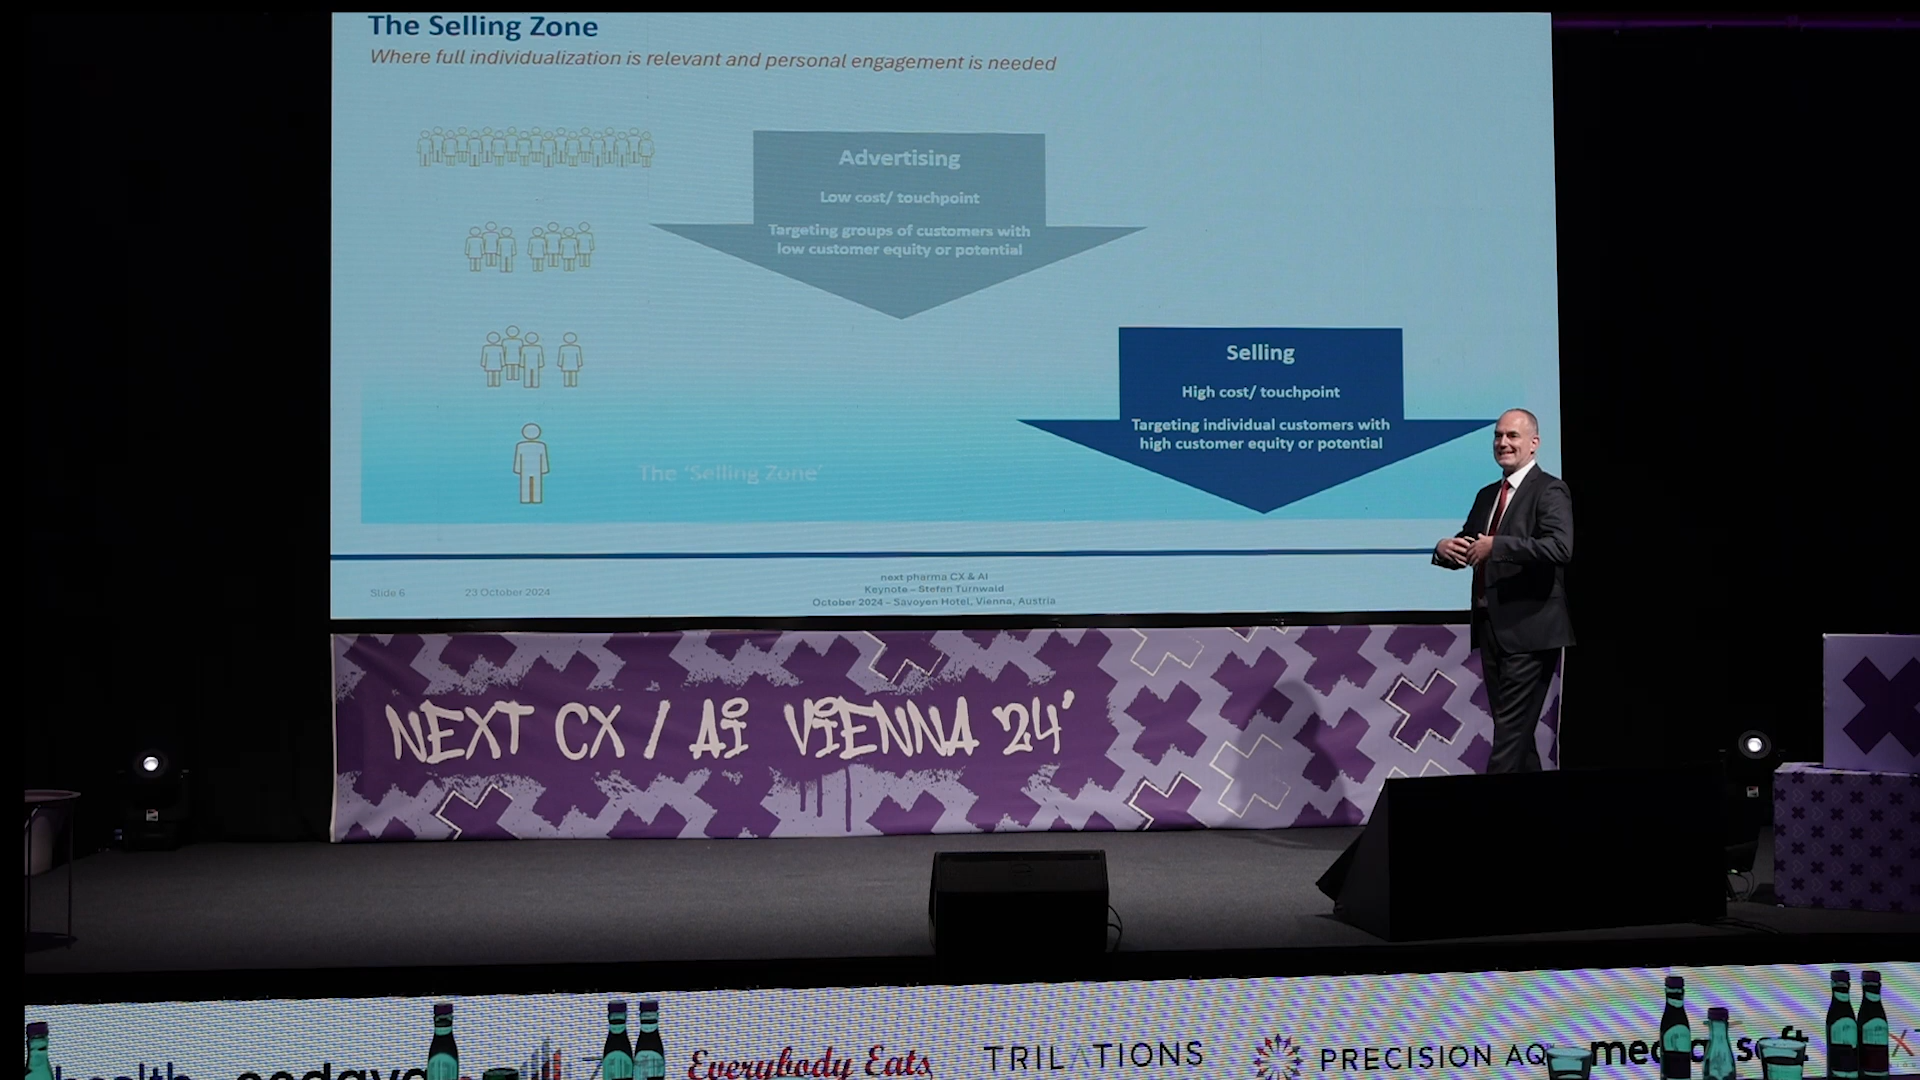 The Selling Zone
Where full individualization is relevant and personal engagement is needed
Advertising
Low cost/ touchpoint
Targeting groups of customers with
low customer equity or potential
Selling
High cost/ touchpoint
Targeting individual customers with
high customer equity or potential
The 'Selling Zone'
Slide 6
23 October 2024
next pharma CX & AI
Keynote – Stefan Turnwald
October 2024 – Savoyen Hotel, Vienna, Austria
NEXT CX / Ai ViENNA '24'
health
Everybody Eats
TRILATIONS
PRECISION AQ